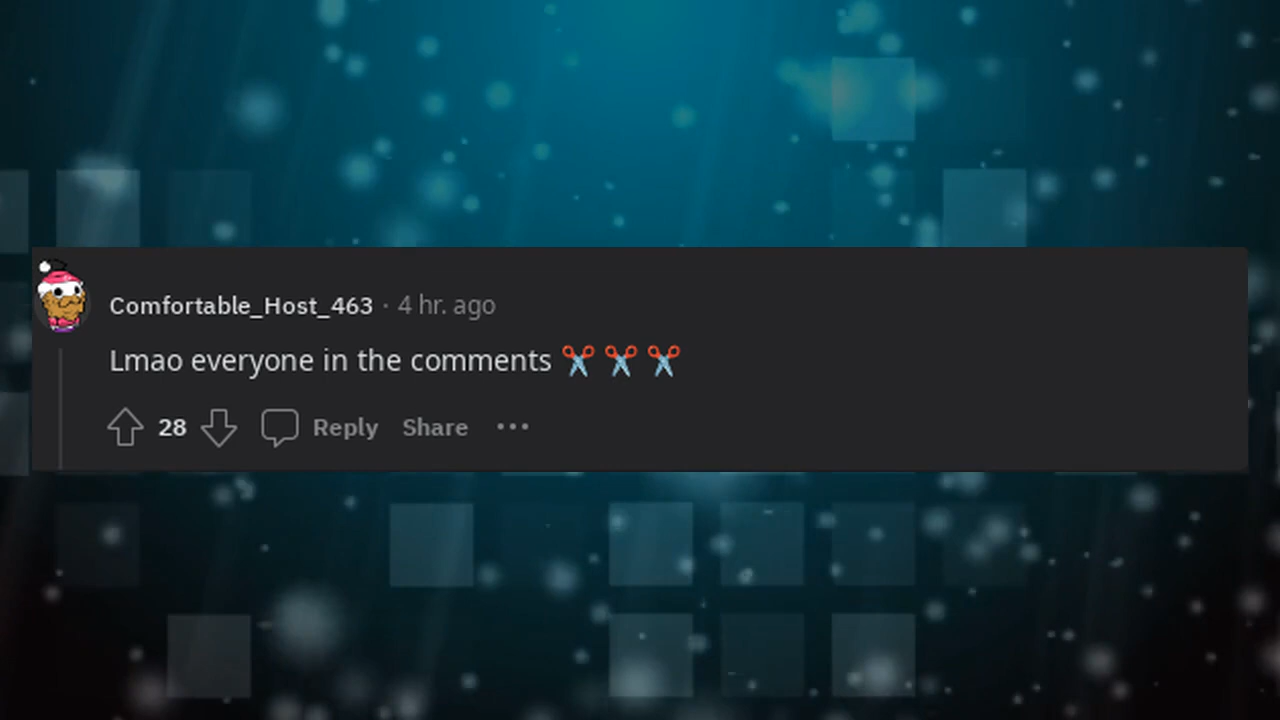 Comfortable_Host_463 · 4 hr. ago
Lmao everyone in the comments ✂️ ✂️ ✂️
28 Reply Share •••